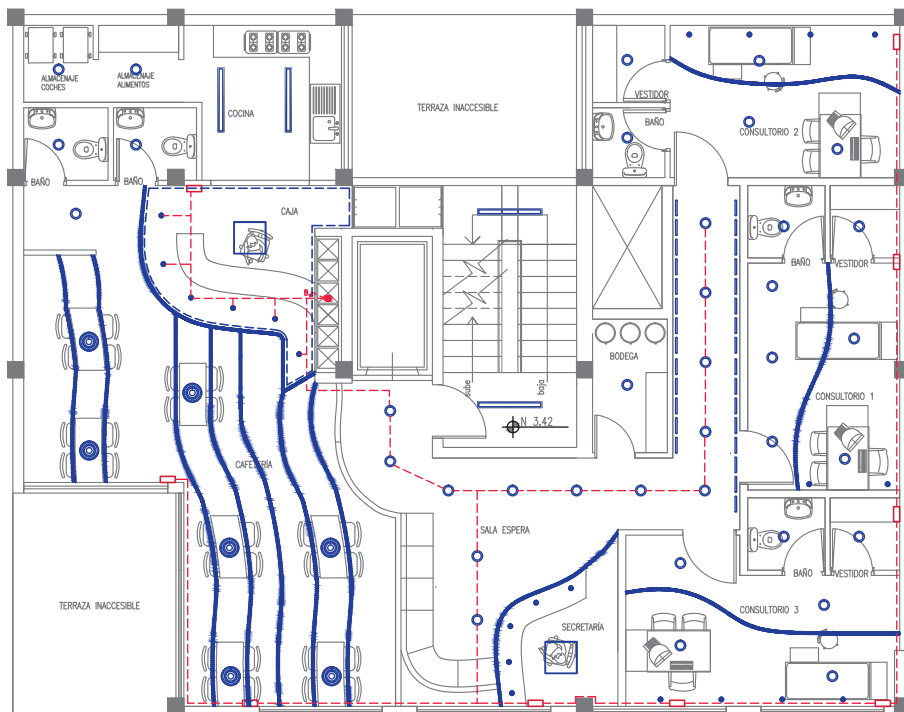 ALMACENAJE
COCHES
ALMACENAJE
ALIMENTOS
COCINA
TERRAZA INACCESIBLE
VESTIDOR
BAÑO
CONSULTORIO 2
BAÑO
BAÑO
CAJA
BAÑO
VESTIDOR
BODEGA
sube
baja
N 3.42
CONSULTORIO 1
CAFETERÍA
SALA ESPERA
BAÑO
VESTIDOR
TERRAZA INACCESIBLE
SECRETARÍA
CONSULTORIO 3